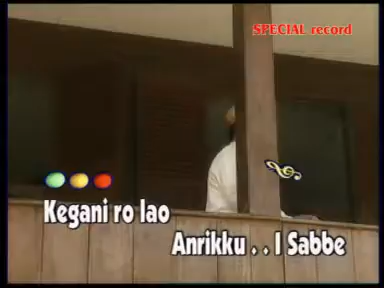 SPECIAL record
Kegani ro lao
Anrikku . . I Sabbe